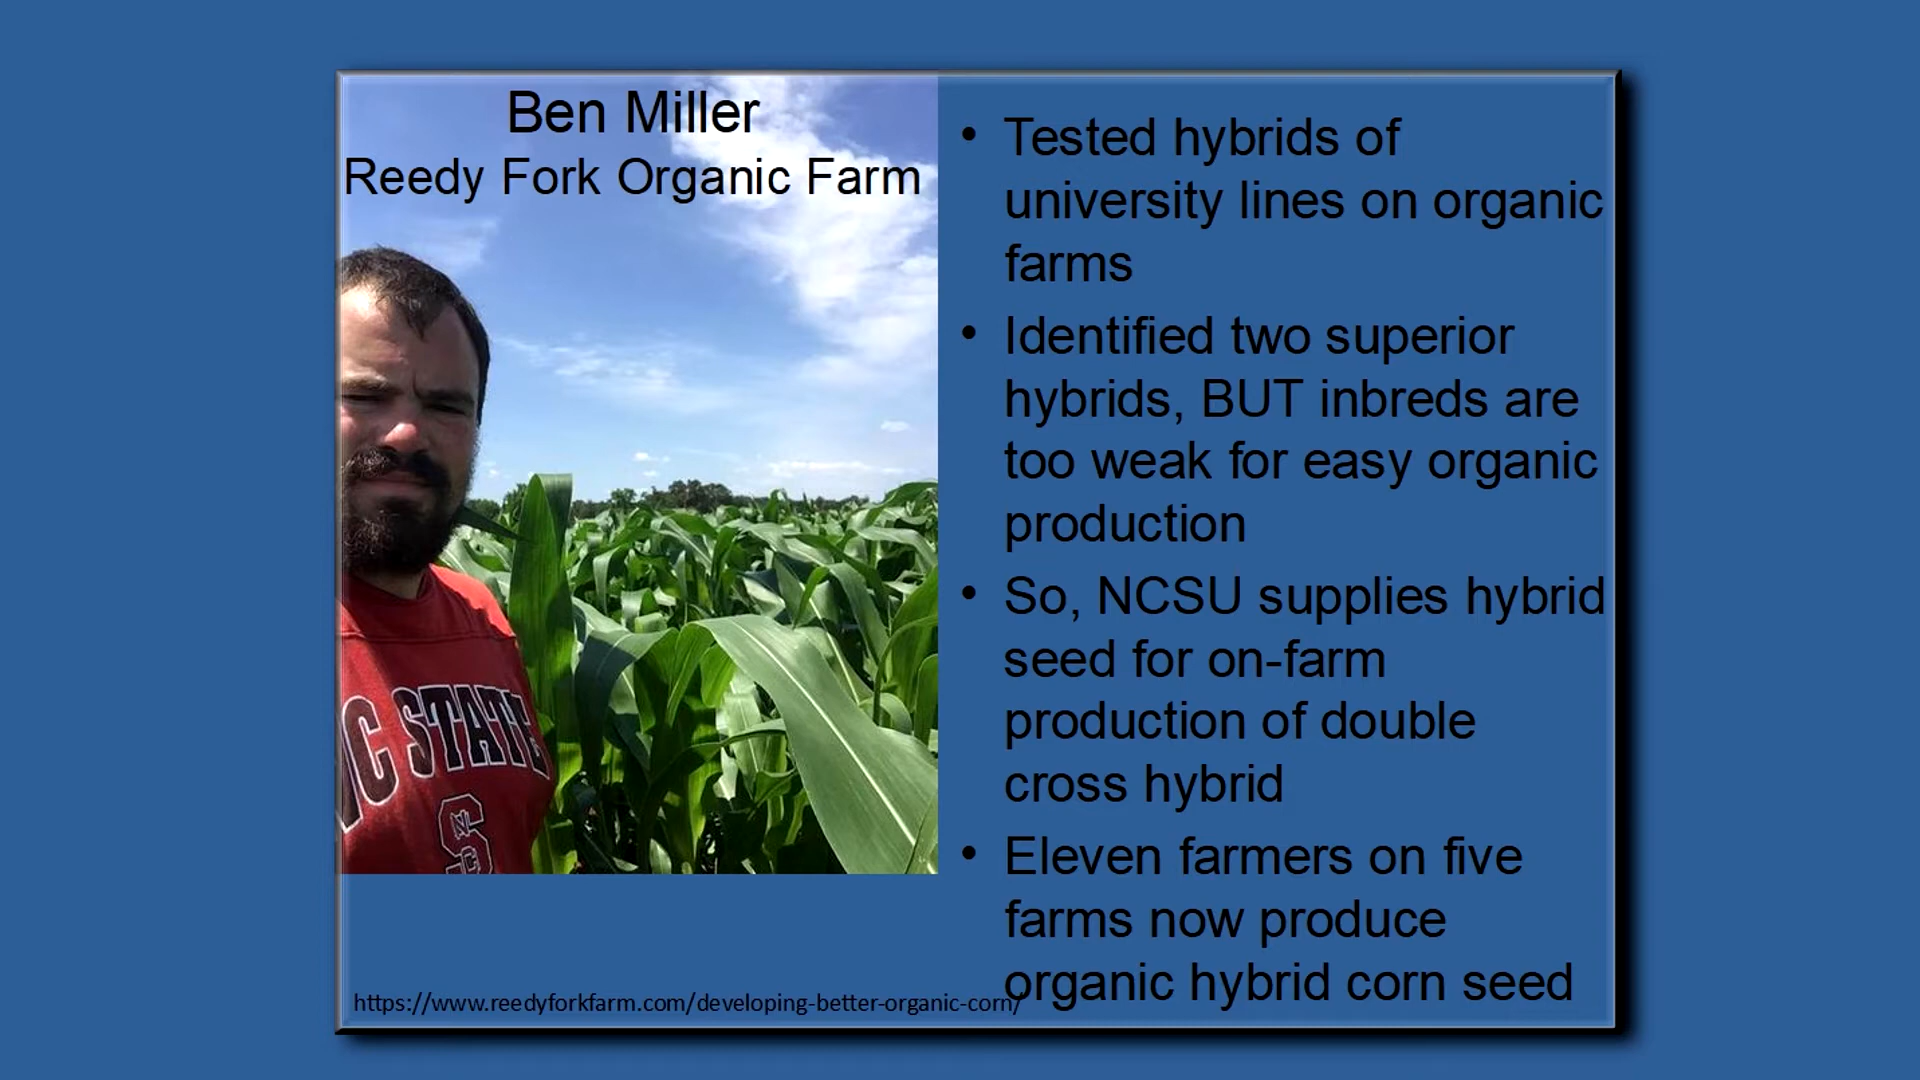 Ben Miller
Reedy Fork Organic Farm
• Tested hybrids of
university lines on organic
farms
• Identified two superior
hybrids, BUT inbreds are
too weak for easy organic
production
• So, NCSU supplies hybrid
seed for on-farm
production of double
cross hybrid
• Eleven farmers on five
farms now produce
organic hybrid corn seed
NC STATE
NCS
https://www.reedyforkfarm.com/developing-better-organic-corn/